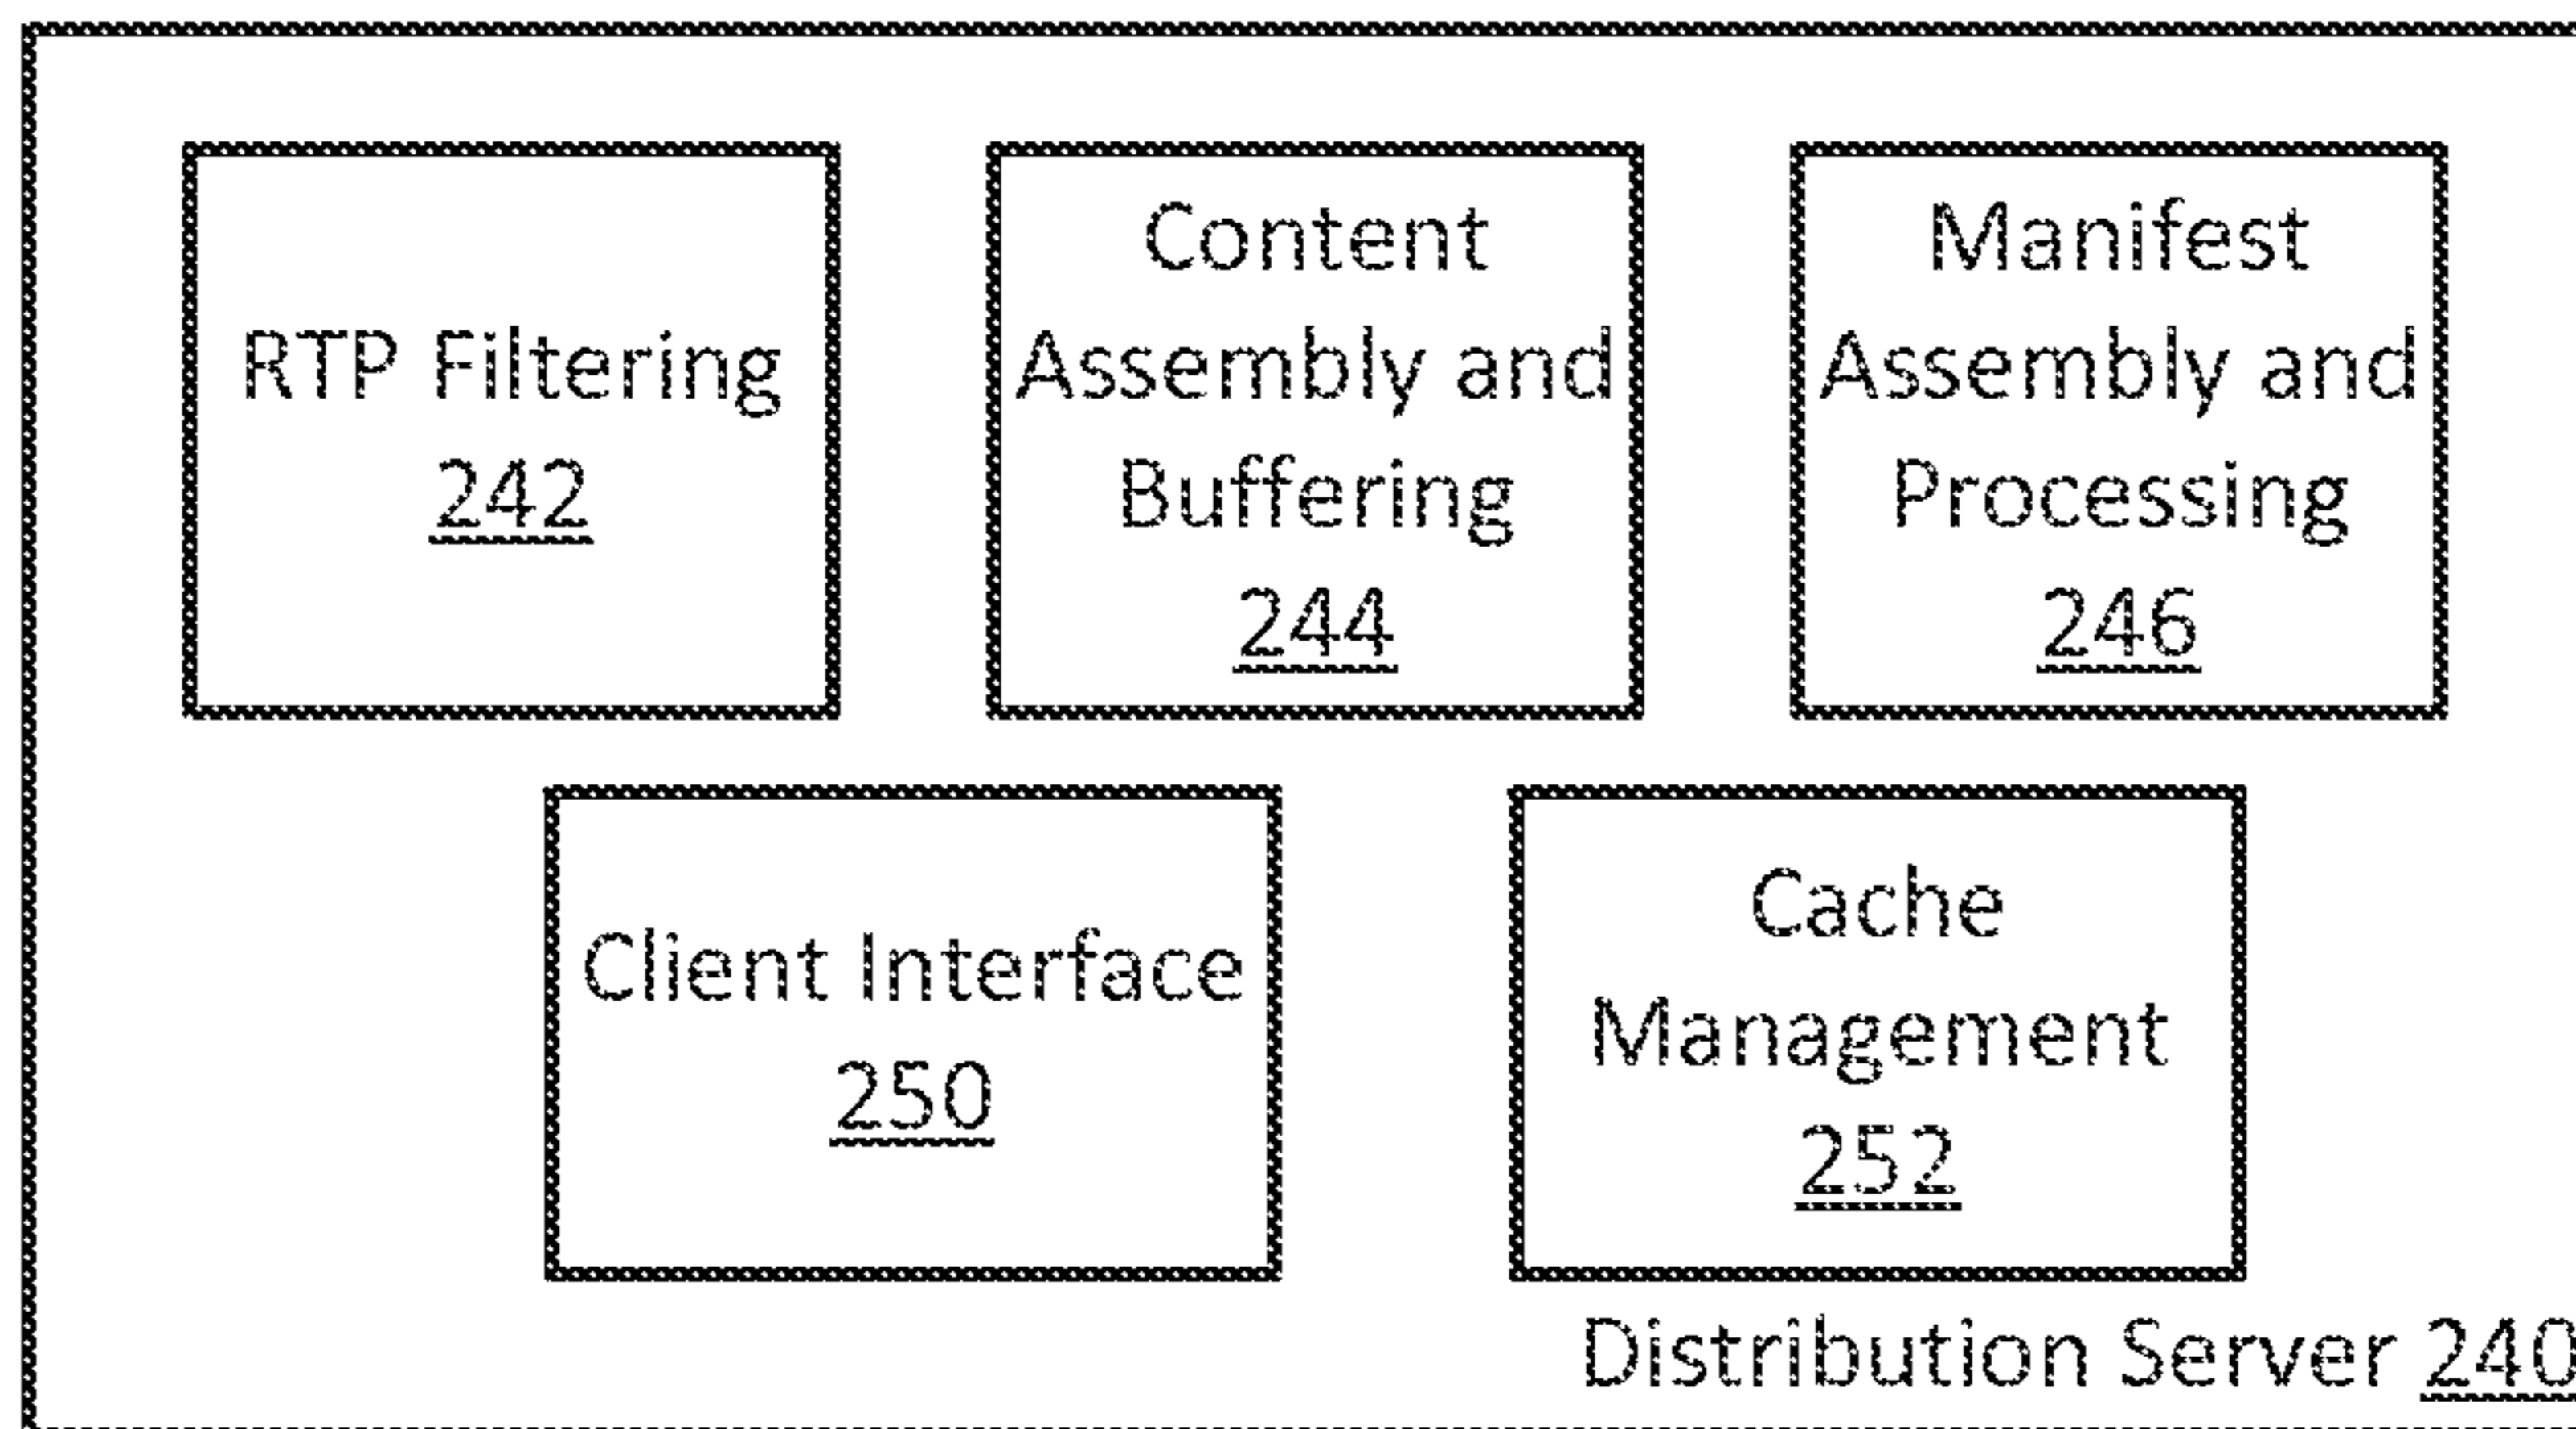 RTP Filtering
242
Content
Assembly and
Buffering
244
Manifest
Assembly and
Processing
246
Client Interface
250
Cache
Management
252
Distribution Server 240